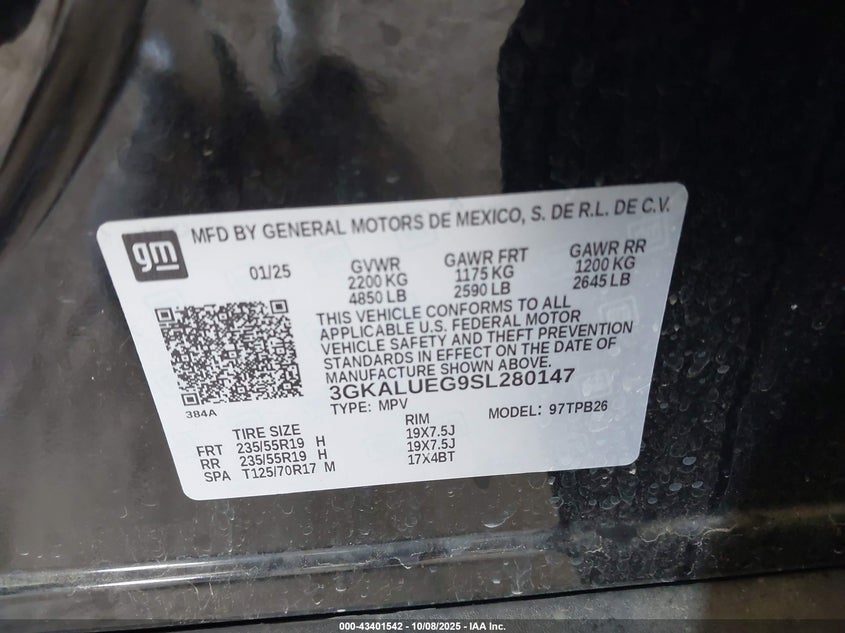 gm
MFD BY GENERAL MOTORS DE MEXICO, S. DE R.L. DE C.V.
01/25
GVWR
2200 KG
4850 LB
GAWR FRT
1175 KG
2590 LB
GAWR RR
1200 KG
2645 LB
THIS VEHICLE CONFORMS TO ALL
APPLICABLE U.S. FEDERAL MOTOR
VEHICLE SAFETY AND THEFT PREVENTION
STANDARDS IN EFFECT ON THE DATE OF
MANUFACTURE SHOWN ABOVE.
3GKALUEG9SL280147
TYPE: MPV MODEL: 97TPB26
384A
TIRE SIZE RIM
FRT 235/55R19 H 19X7.5J
RR 235/55R19 H 19X7.5J
SPA T125/70R17 M 17X4BT
000-43401542 - 10/08/2025 - IAA Inc.